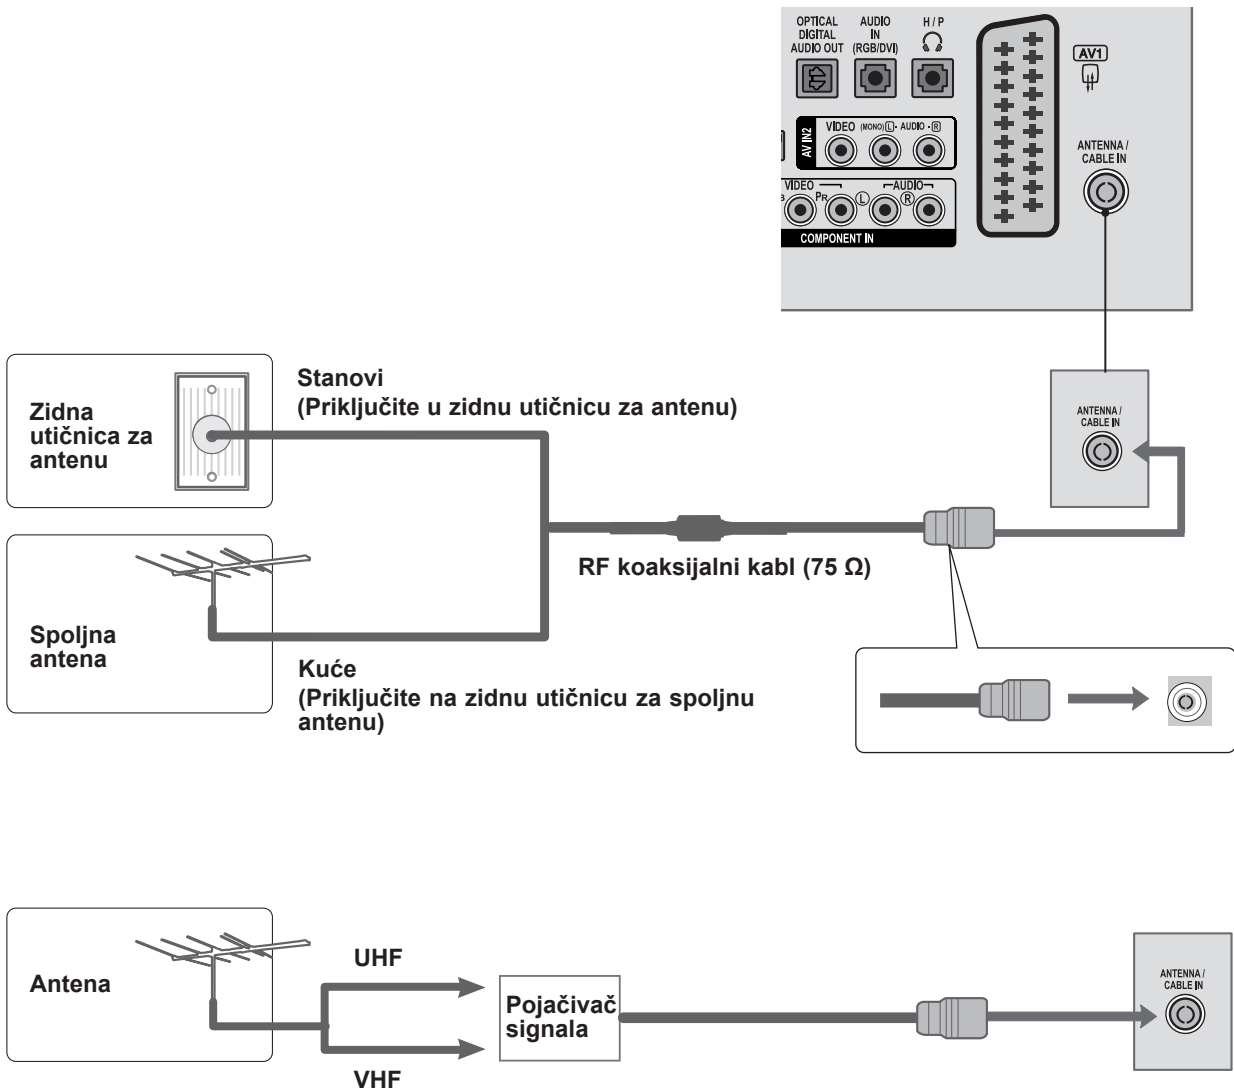 OPTICAL
DIGITAL
AUDIO OUT
AUDIO
IN
(RGB/DVI)
H / P
AV1
AV IN2
VIDEO
(MONO) L - AUDIO - R
ANTENNA /
CABLE IN
VIDEO
AUDIO
B
PR
L
R
COMPONENT IN
Zidna
utičnica za
antenu
Stanovi
(Priključite u zidnu utičnicu za antenu)
ANTENNA /
CABLE IN
RF koaksijalni kabl (75 Ω)
Spoljna
antena
Kuće
(Priključite na zidnu utičnicu za spoljnu
antenu)
Antena
UHF
VHF
Pojačivač
signala
ANTENNA /
CABLE IN